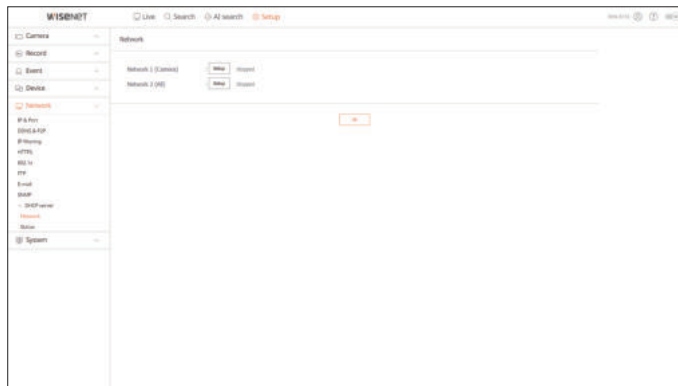 WISENET
Live Search AI search Setup
Camera
Record
Event
Device
Network
IP & Port
DDNS & P2P
IP filtering
HTTPS
802.1x
FTP
E-mail
SNMP
DHCP server
Network
Status
System
Network
Network 1 (Camera) Setup Stopped
Network 2 (All) Setup Stopped
OK